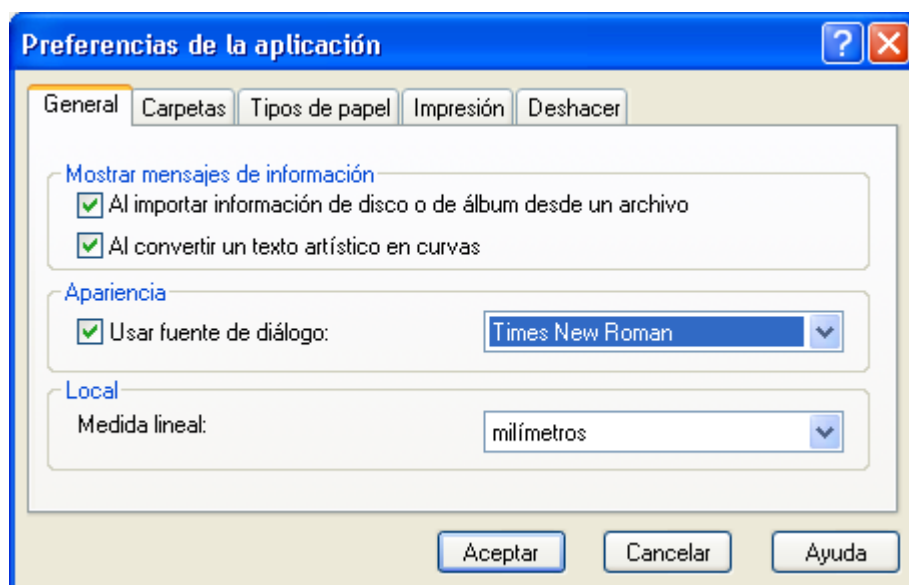 Preferencias de la aplicación
General Carpetas Tipos de papel Impresión Deshacer
Mostrar mensajes de información
Al importar información de disco o de álbum desde un archivo
Al convertir un texto artístico en curvas
Apariencia
Usar fuente de diálogo: Times New Roman
Local
Medida lineal: milímetros
Aceptar Cancelar Ayuda